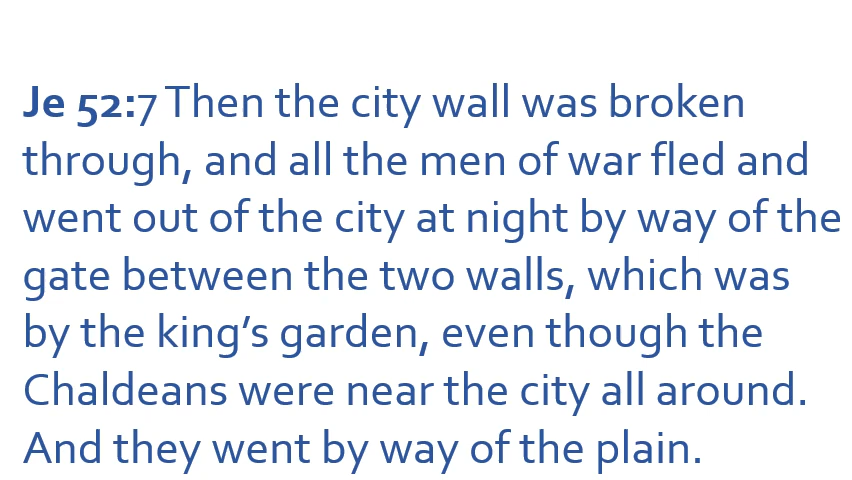 Je 52:7 Then the city wall was broken
through, and all the men of war fled and
went out of the city at night by way of the
gate between the two walls, which was
by the king’s garden, even though the
Chaldeans were near the city all around.
And they went by way of the plain.